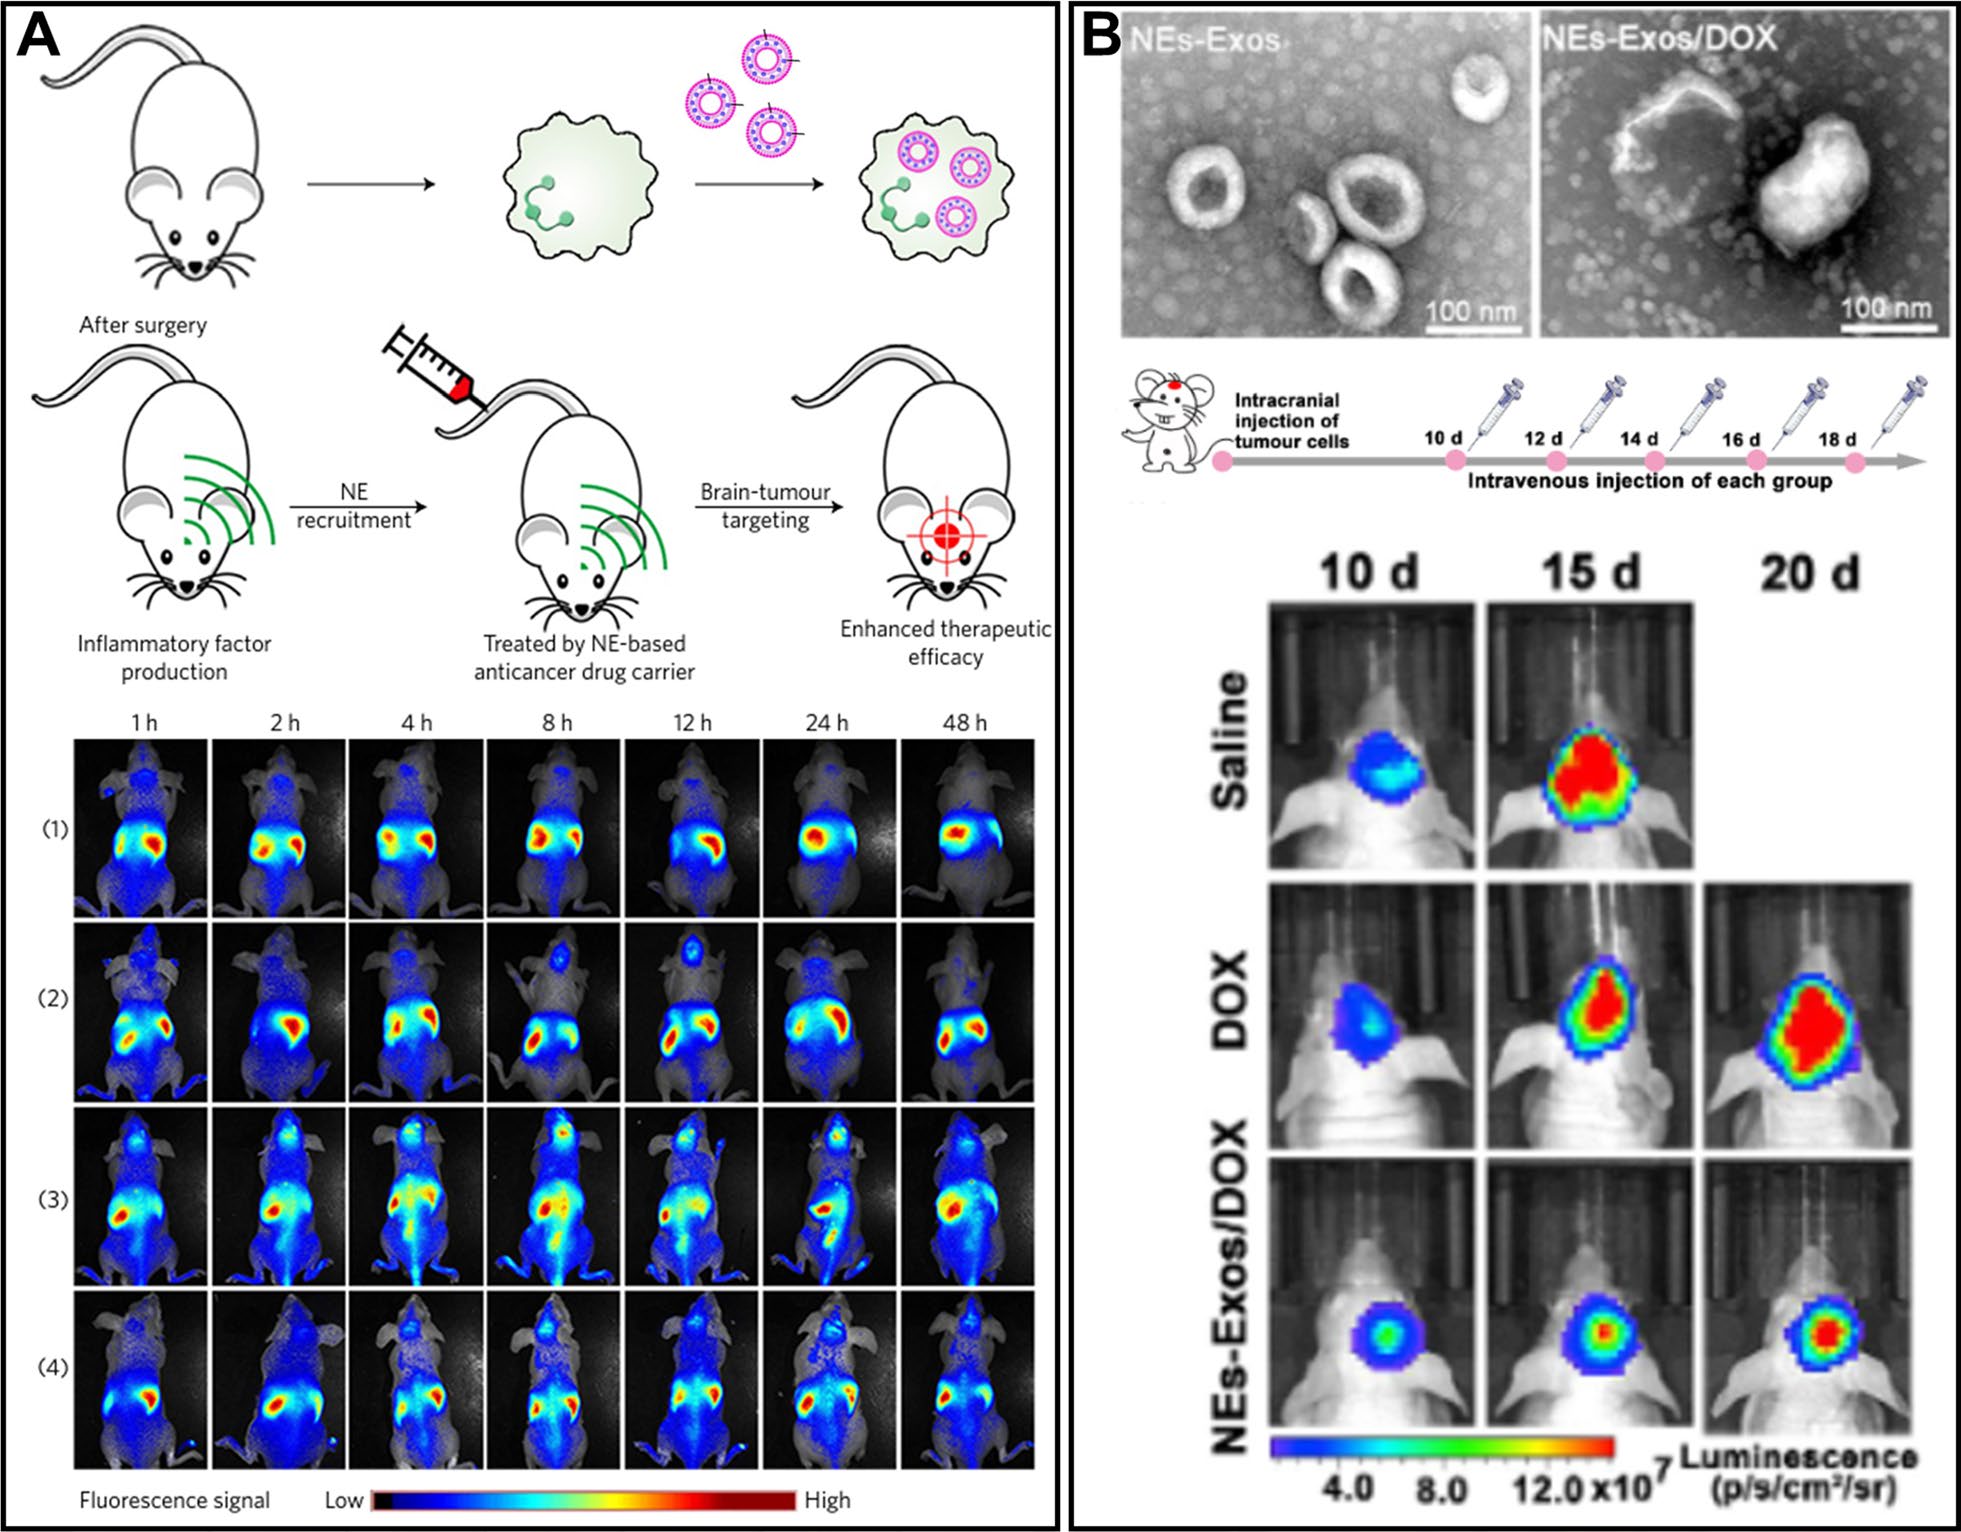 A
After surgery
Inflammatory factor
production
NE
recruitment
Treated by NE-based
anticancer drug carrier
Brain-tumour
targeting
Enhanced therapeutic
efficacy
1 h 2 h 4 h 8 h 12 h 24 h 48 h
(1)
(2)
(3)
(4)
Fluorescence signal Low High
B
NEs-Exos
NEs-Exos/DOX
100 nm
100 nm
Intracranial
injection of
tumour cells
10 d 12 d 14 d 16 d 18 d
Intravenous injection of each group
10 d 15 d 20 d
Saline
DOX
NEs-Exos/DOX
4.0 8.0 12.0 x10⁷
Luminescence
(p/s/cm²/sr)